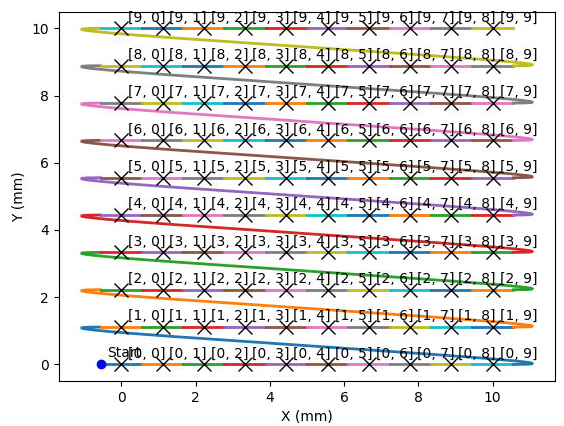 [9, 0] [9, 1] [9, 2] [9, 3] [9, 4] [9, 5] [9, 6] [9, 7] [9, 8] [9, 9]
10
[8, 0] [8, 1] [8, 2] [8, 3] [8, 4] [8, 5] [8, 6] [8, 7] [8, 8] [8, 9]
8
[7, 0] [7, 1] [7, 2] [7, 3] [7, 4] [7, 5] [7, 6] [7, 7] [7, 8] [7, 9]
[6, 0] [6, 1] [6, 2] [6, 3] [6, 4] [6, 5] [6, 6] [6, 7] [6, 8] [6, 9]
6
[5, 0] [5, 1] [5, 2] [5, 3] [5, 4] [5, 5] [5, 6] [5, 7] [5, 8] [5, 9]
Y (mm)
[4, 0] [4, 1] [4, 2] [4, 3] [4, 4] [4, 5] [4, 6] [4, 7] [4, 8] [4, 9]
4
[3, 0] [3, 1] [3, 2] [3, 3] [3, 4] [3, 5] [3, 6] [3, 7] [3, 8] [3, 9]
[2, 0] [2, 1] [2, 2] [2, 3] [2, 4] [2, 5] [2, 6] [2, 7] [2, 8] [2, 9]
2
[1, 0] [1, 1] [1, 2] [1, 3] [1, 4] [1, 5] [1, 6] [1, 7] [1, 8] [1, 9]
Start
[0, 0] [0, 1] [0, 2] [0, 3] [0, 4] [0, 5] [0, 6] [0, 7] [0, 8] [0, 9]
0
0 2 4 6 8 10
X (mm)